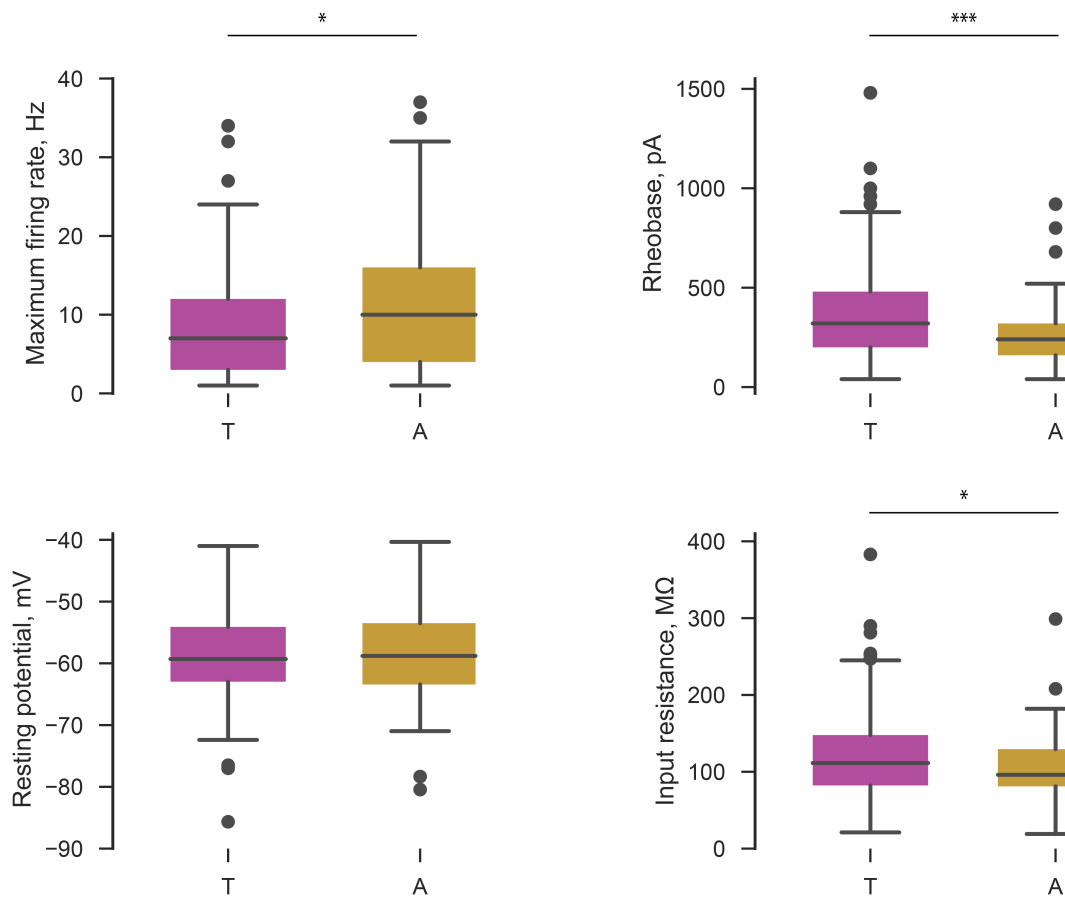 *
Maximum firing rate, Hz
40
30
20
10
0
T
A
***
Rheobase, pA
1500
1000
500
0
T
A
Resting potential, mV
−40
−50
−60
−70
−80
−90
T
A
*
Input resistance, MΩ
400
300
200
100
0
T
A